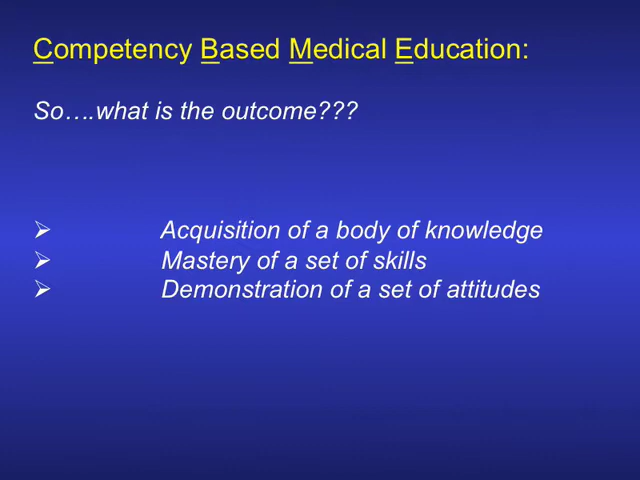 Competency Based Medical Education:
So….what is the outcome???
➢ Acquisition of a body of knowledge
➢ Mastery of a set of skills
➢ Demonstration of a set of attitudes